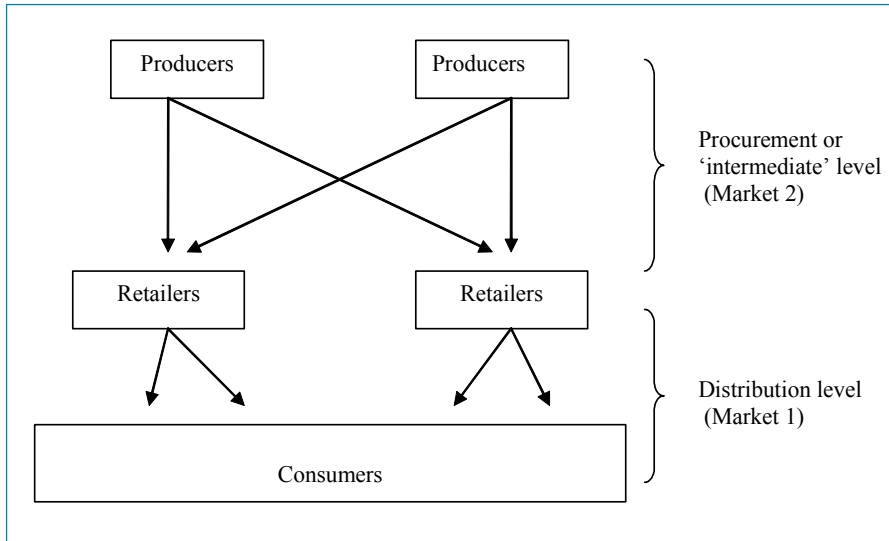 Producers
Producers
Procurement or
‘intermediate’ level
(Market 2)
Retailers
Retailers
Distribution level
(Market 1)
Consumers